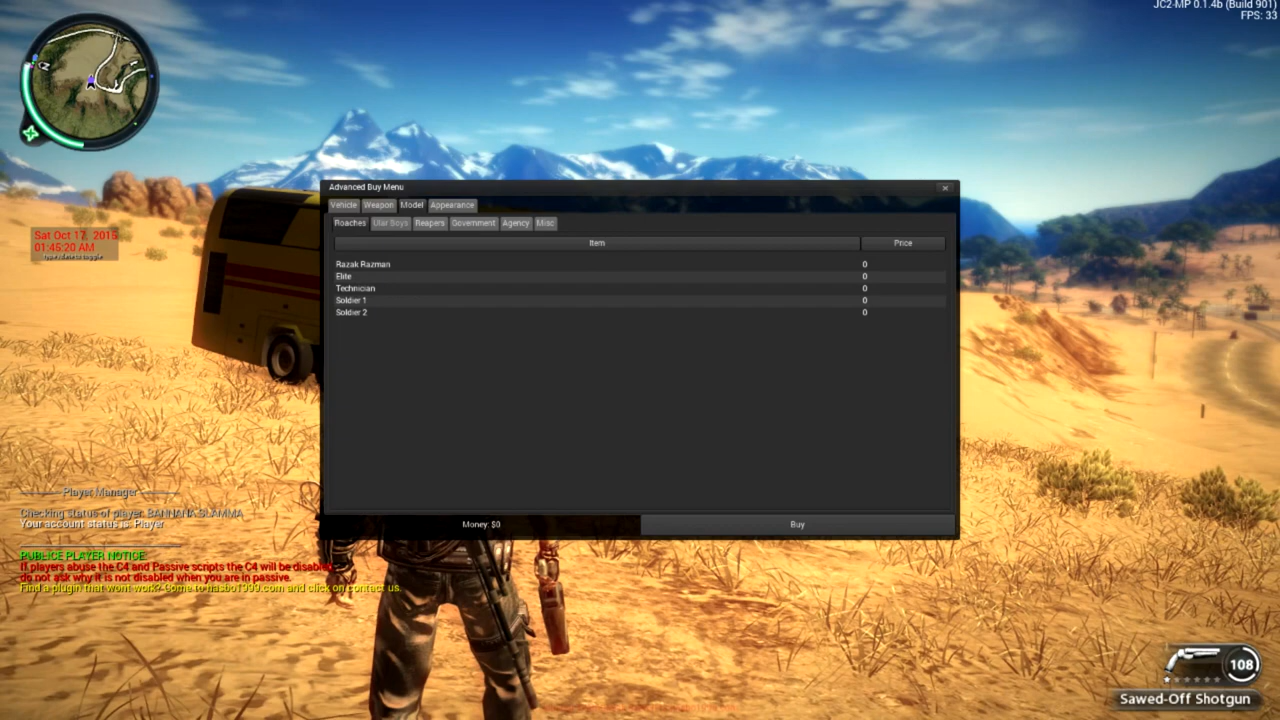 JC2-MP 0.1.4b (Build 901)
FPS: 33
Advanced Buy Menu
Vehicle Weapon Model Appearance
Roaches Ular Boys Reapers Government Agency Misc
Item Price
Razak Razman 0
Elite 0
Technician 0
Soldier 1 0
Soldier 2 0
Money: $0 Buy
Sat Oct 17, 2015
01:45:20 AM
Player Manager
Checking status of player: BANNANA SLAMMA
Your account status is: Player
PUBLICE PLAYER NOTICE:
If players abuse the C4 and Passive scripts the C4 will be disabled
do not ask why it is not disabled when you are in passive.
Find a plugin that wont work? Come to hasbo1999.com and click on contact us.
108
Sawed-Off Shotgun